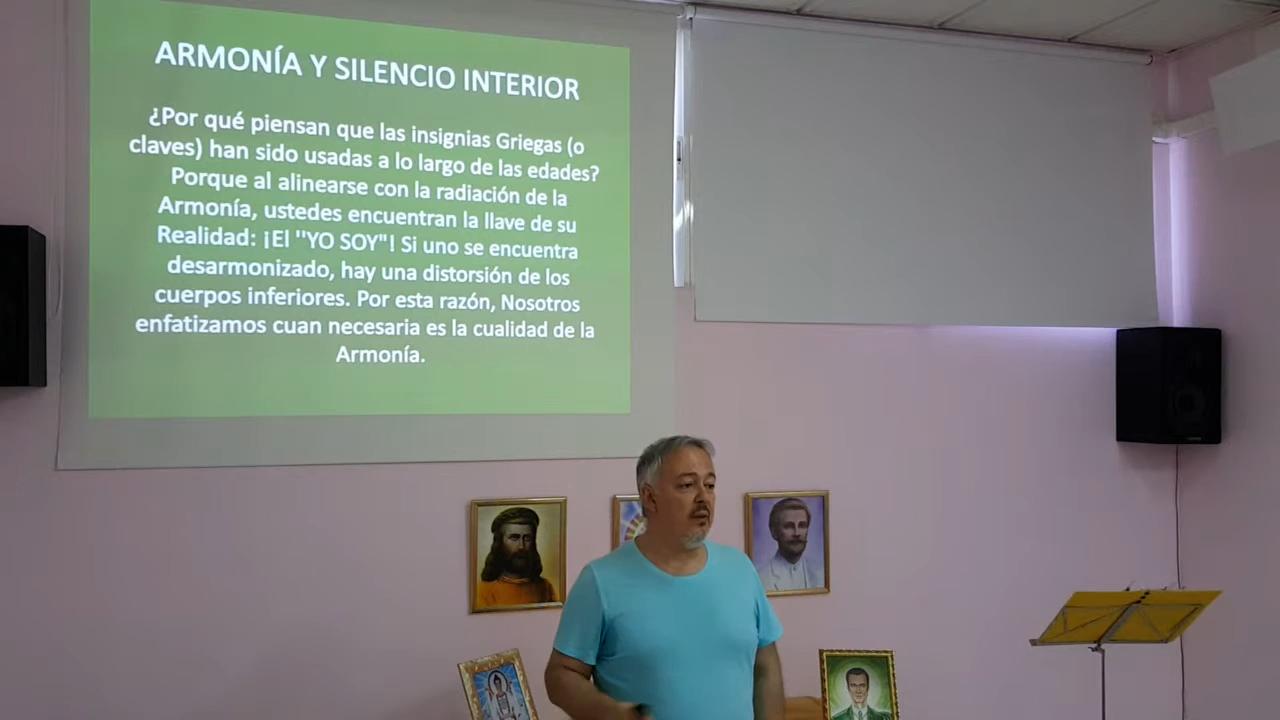 ARMONÍA Y SILENCIO INTERIOR
¿Por qué piensan que las insignias Griegas (o
claves) han sido usadas a lo largo de las edades?
Porque al alinearse con la radiación de la
Armonía, ustedes encuentran la llave de su
Realidad: ¡El "YO SOY"! Si uno se encuentra
desarmonizado, hay una distorsión de los
cuerpos inferiores. Por esta razón, Nosotros
enfatizamos cuan necesaria es la cualidad de la
Armonía.